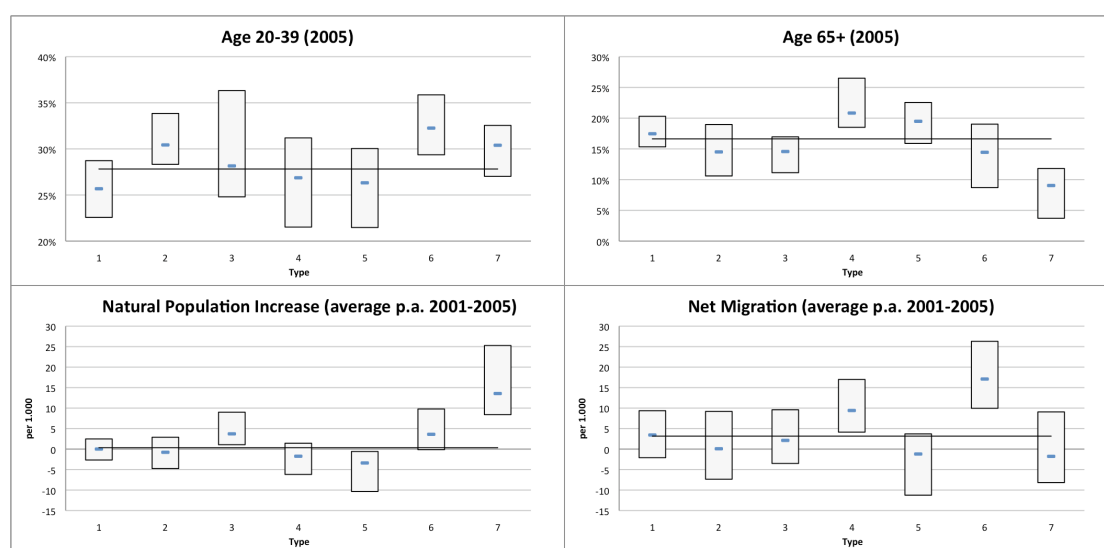 Age 20-39 (2005)
40%
35%
30%
25%
20%
1 2 3 4 5 6 7
Type
Age 65+ (2005)
30%
25%
20%
15%
10%
5%
0%
1 2 3 4 5 6 7
Type
Natural Population Increase (average p.a. 2001-2005)
per 1.000
30
25
20
15
10
5
0
-5
-10
-15
1 2 3 4 5 6 7
Type
Net Migration (average p.a. 2001-2005)
per 1.000
30
25
20
15
10
5
0
-5
-10
-15
1 2 3 4 5 6 7
Type